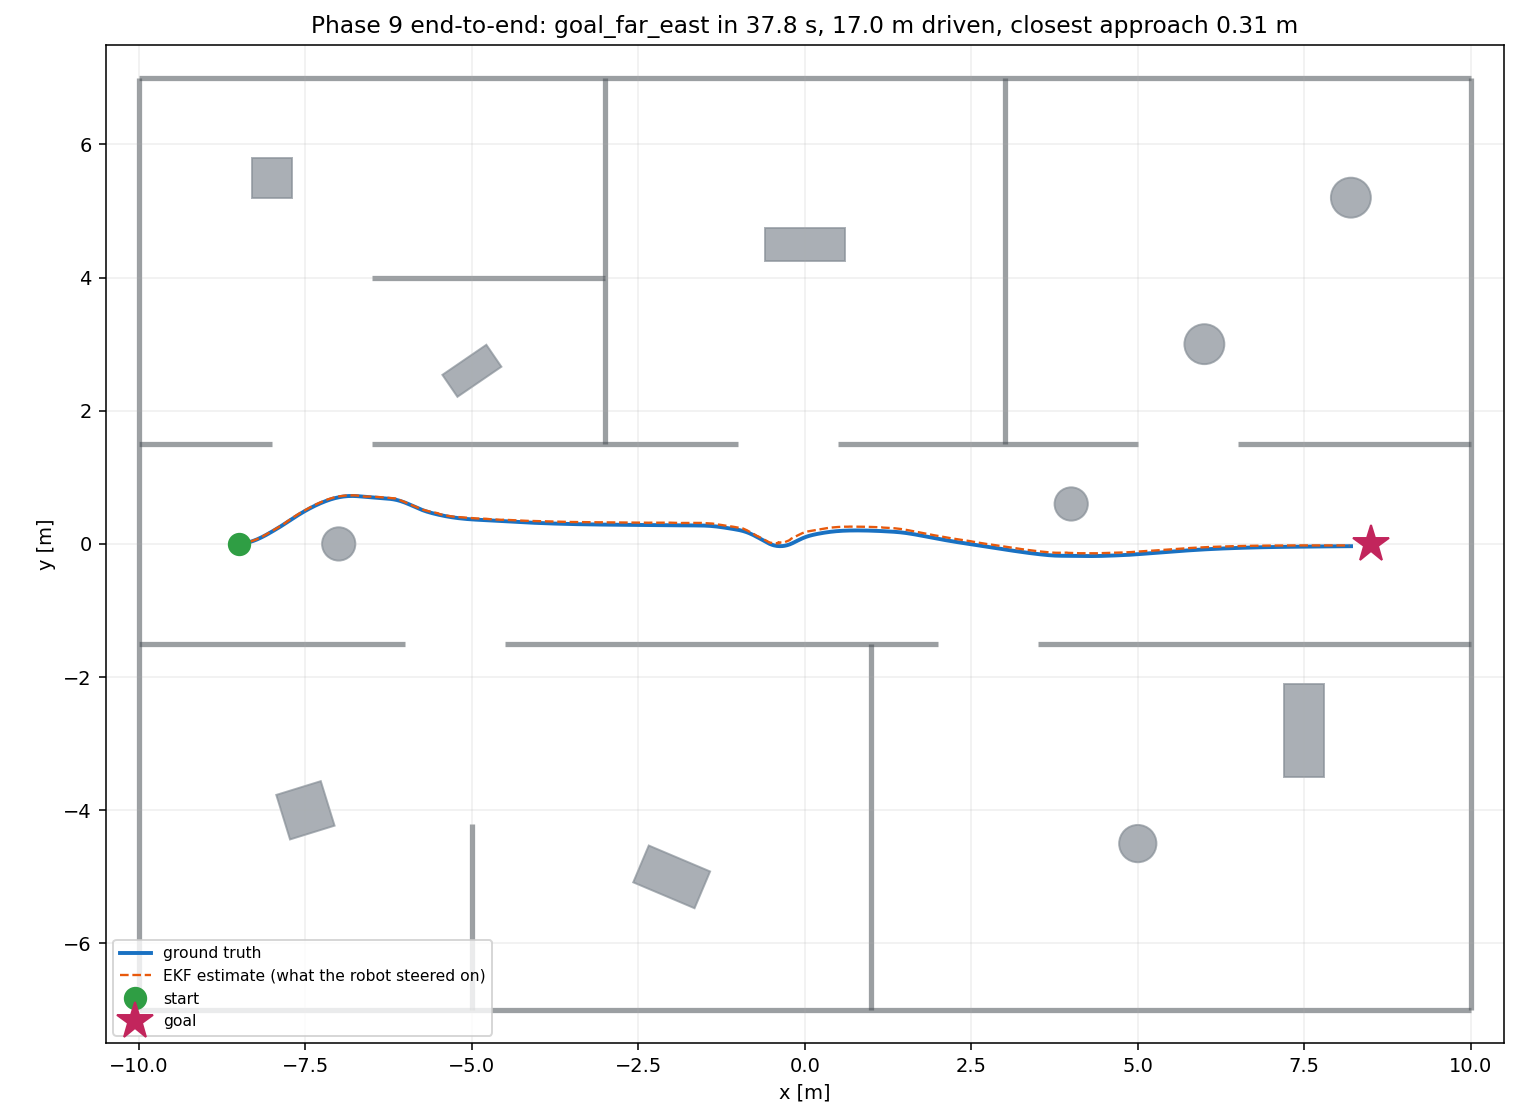 Phase 9 end-to-end: goal_far_east in 37.8 s, 17.0 m driven, closest approach 0.31 m
y [m]
6
4
2
0
−2
−4
−6
ground truth
EKF estimate (what the robot steered on)
start
goal
−10.0 −7.5 −5.0 −2.5 0.0 2.5 5.0 7.5 10.0
x [m]